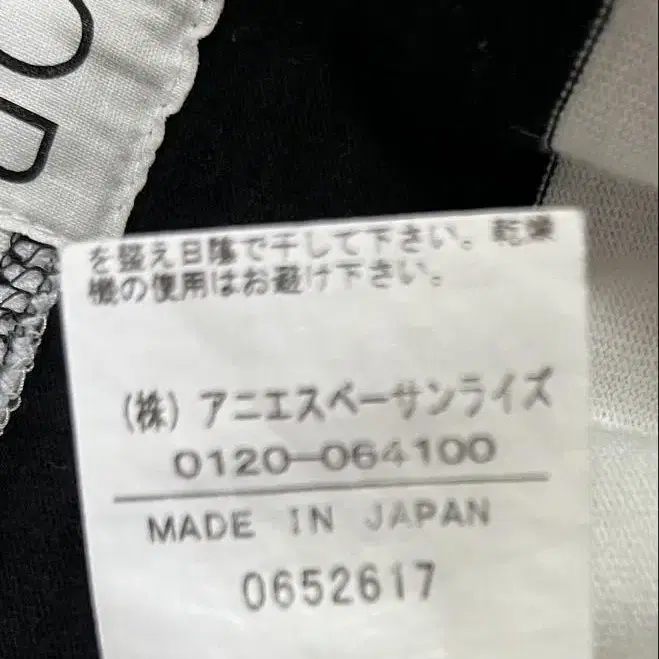 OR
を整え日陰で干して下さい。乾燥
機の使用はお避け下さい。
(株)アニエスベーサンライズ
0120-064100
MADE IN JAPAN
0652617